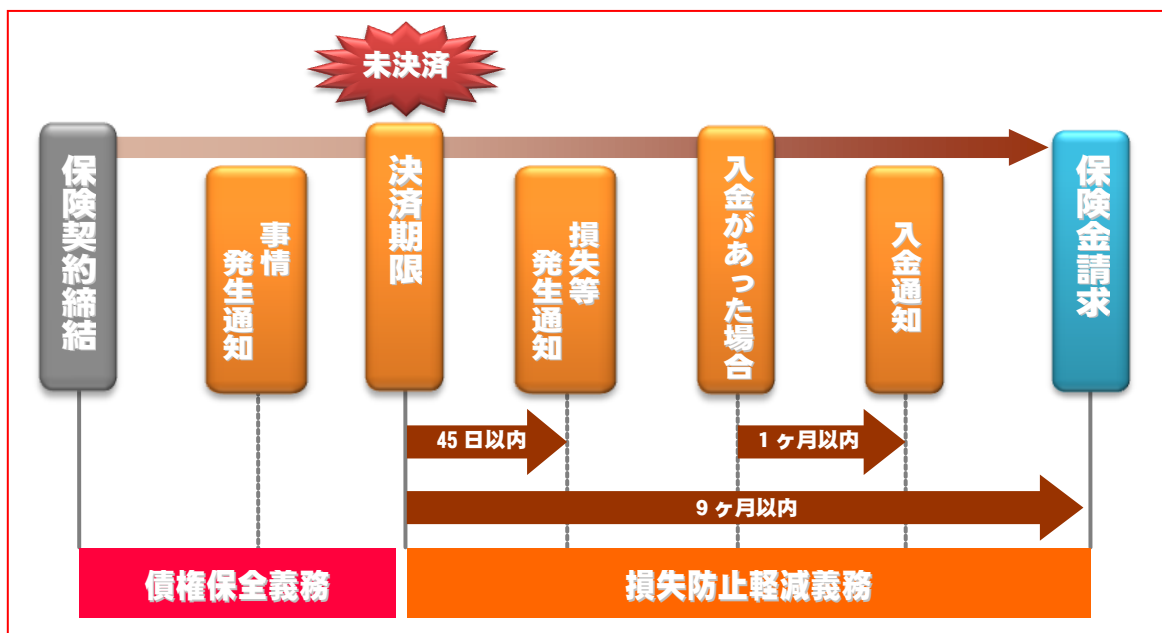 未決済
保険契約締結
事情
発生通知
決済期限
損失等
発生通知
入金があった場合
入金通知
保険金請求
45日以内
1ヶ月以内
9ヶ月以内
債権保全義務
損失防止軽減義務